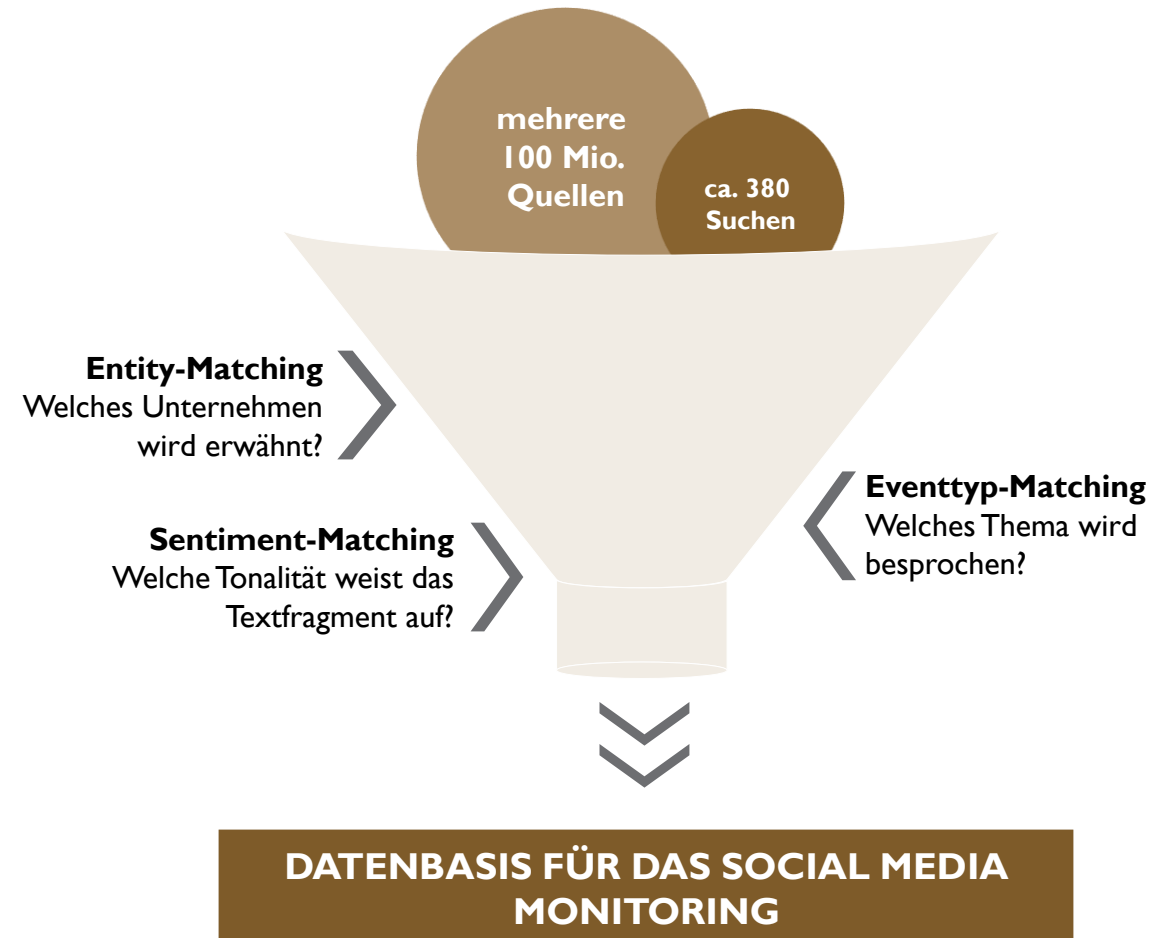 mehrere
100 Mio.
Quellen
ca. 380
Suchen
Entity-Matching
Welches Unternehmen
wird erwähnt?
Eventtyp-Matching
Welches Thema wird
besprochen?
Sentiment-Matching
Welche Tonalität weist das
Textfragment auf?
DATENBASIS FÜR DAS SOCIAL MEDIA
MONITORING